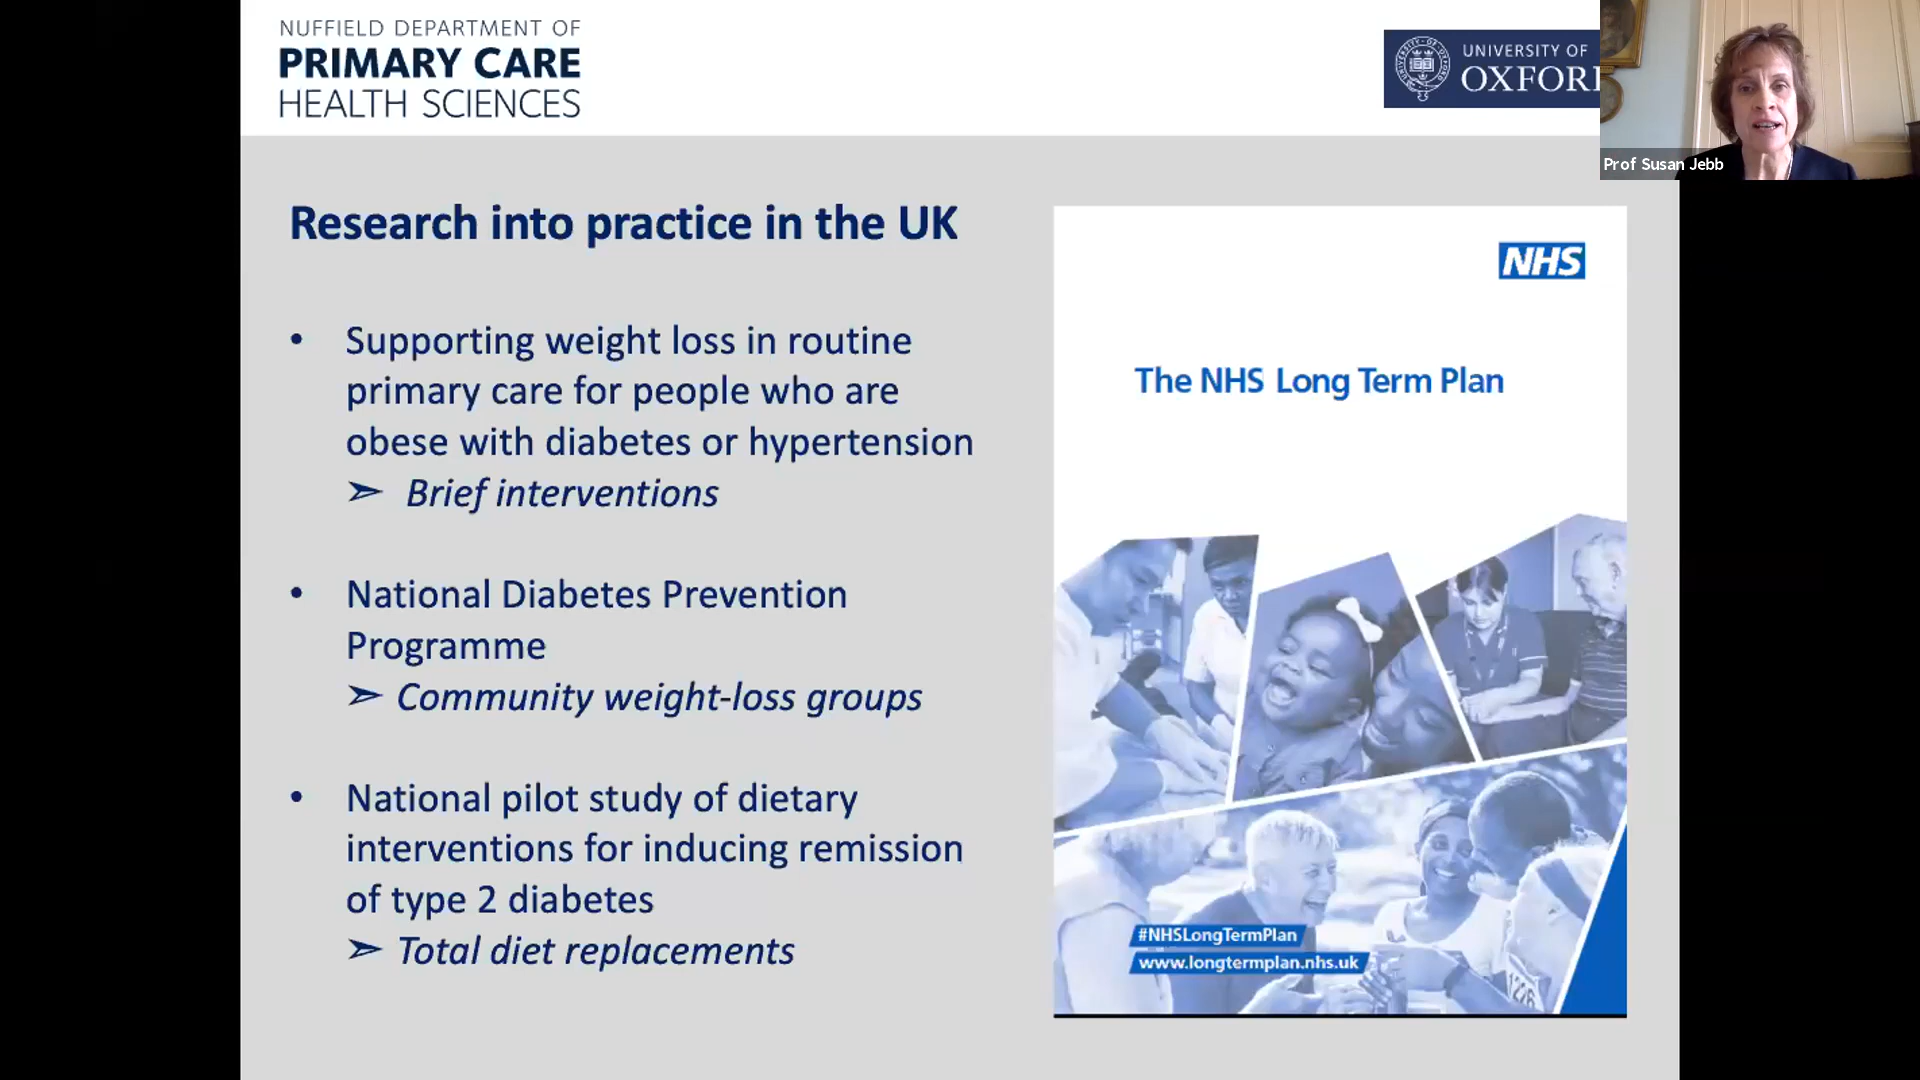 NUFFIELD DEPARTMENT OF
PRIMARY CARE
HEALTH SCIENCES
UNIVERSITY OF
OXFOR
Prof Susan Jebb
Research into practice in the UK
• Supporting weight loss in routine
primary care for people who are
obese with diabetes or hypertension
➢ Brief interventions
• National Diabetes Prevention
Programme
➢ Community weight-loss groups
• National pilot study of dietary
interventions for inducing remission
of type 2 diabetes
➢ Total diet replacements
NHS
The NHS Long Term Plan
#NHSLongTermPlan
www.longtermplan.nhs.uk
1226